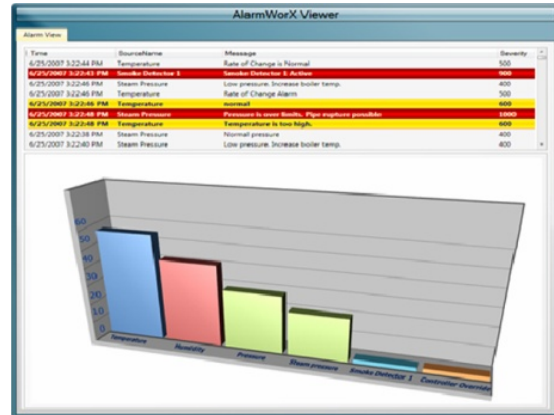 AlarmWorX Viewer
Alarm View
Time SourceName Message Severity
6/25/2007 3:22:44 PM Temperature Rate of Change is Normal 500
6/25/2007 3:22:43 PM Smoke Detector 1 Smoke Detector 1 Active 900
6/25/2007 3:22:46 PM Steam Pressure Low pressure. Increase boiler temp. 400
6/25/2007 3:22:46 PM Temperature Rate of Change Alarm 500
6/25/2007 3:22:46 PM Temperature normal 600
6/25/2007 3:22:48 PM Steam Pressure Pressure is over limits. Pipe rupture possible 1000
6/25/2007 3:22:48 PM Temperature Temperature is too high. 600
6/25/2007 3:22:38 PM Steam Pressure Normal pressure 400
6/25/2007 3:22:40 PM Steam Pressure Low pressure. Increase boiler temp. 400
60
50
40
30
20
10
0
Temperature Humidity Pressure Steam pressure Smoke Detector 1 Controller Override